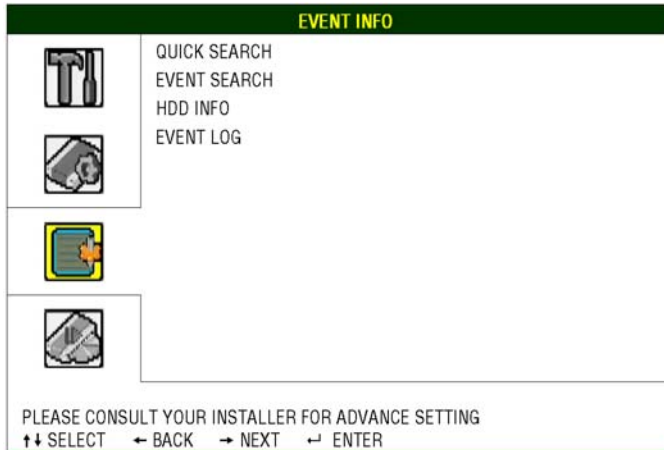 EVENT INFO
QUICK SEARCH
EVENT SEARCH
HDD INFO
EVENT LOG
PLEASE CONSULT YOUR INSTALLER FOR ADVANCE SETTING
↑↓ SELECT ← BACK → NEXT ↵ ENTER